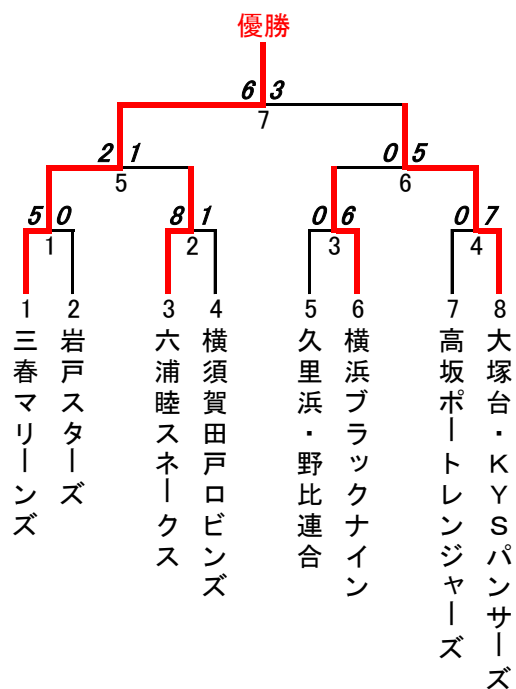 優勝
6 3
7
2 1
5
0 5
6
5 0
1
8 1
2
0 6
3
0 7
4
1
三春マリーンズ
2
岩戸スターズ
3
六浦睦スネークス
4
横須賀田戸ロビンズ
5
久里浜・野比連合
6
横浜ブラックナイン
7
高坂ポートレンジャーズ
8
大塚台・KYSパンサーズ